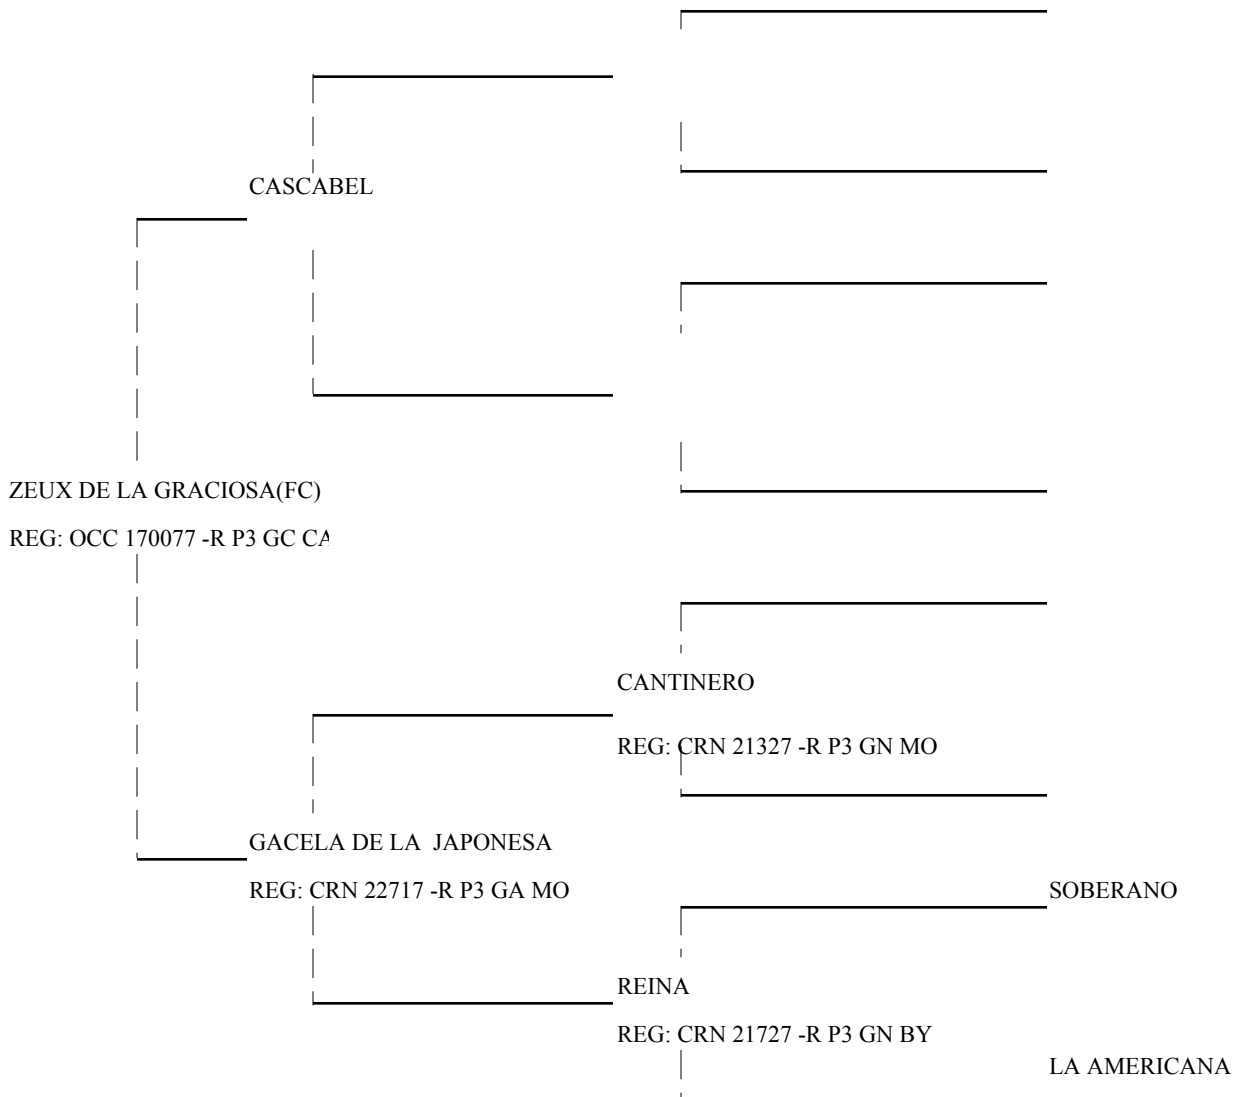 CASCABEL
ZEUX DE LA GRACIOSA(FC)
REG: OCC 170077 -R P3 GC CA
CANTINERO
REG: CRN 21327 -R P3 GN MO
GACELA DE LA  JAPONESA
REG: CRN 22717 -R P3 GA MO
SOBERANO
REINA
REG: CRN 21727 -R P3 GN BY
LA AMERICANA